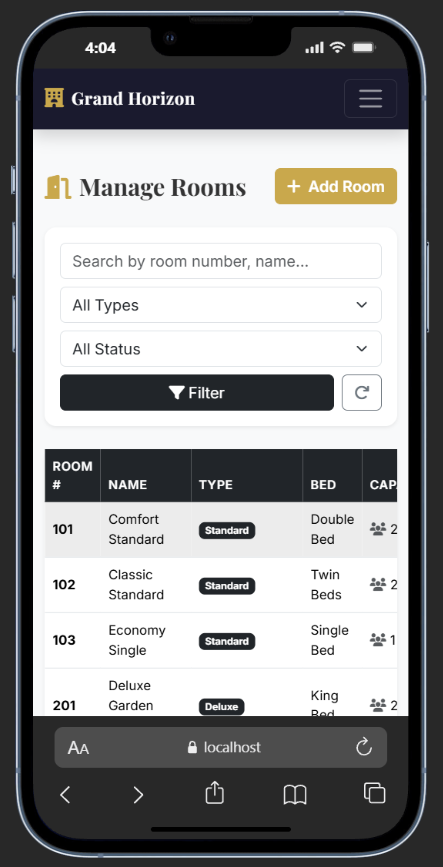 4:04
Grand Horizon
Manage Rooms
+ Add Room
Search by room number, name...
All Types
All Status
Filter
ROOM # NAME TYPE BED CAP
101 Comfort Standard Standard Double Bed 2
102 Classic Standard Standard Twin Beds 2
103 Economy Single Standard Single Bed 1
201 Deluxe Garden Deluxe King Bed 2
AA localhost